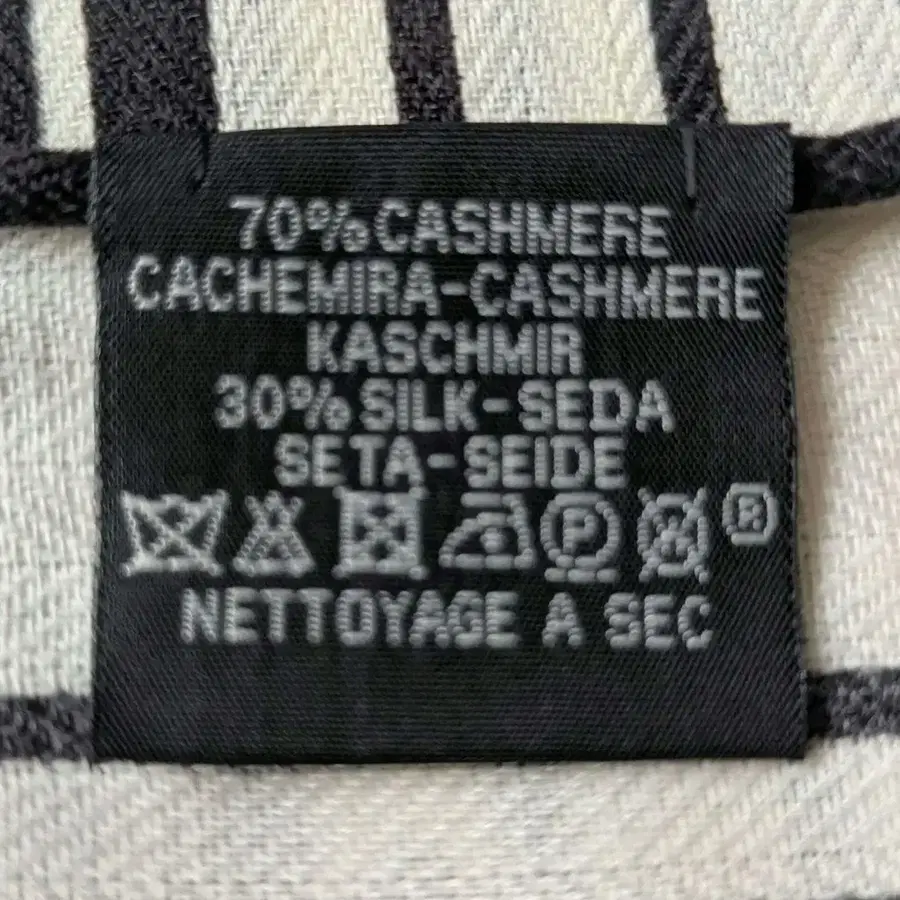 70% CASHMERE
CACHEMIRA-CASHMERE
KASCHMIR
30% SILK-SEDA
SETA-SEIDE
P W ®
NETTOYAGE A SEC